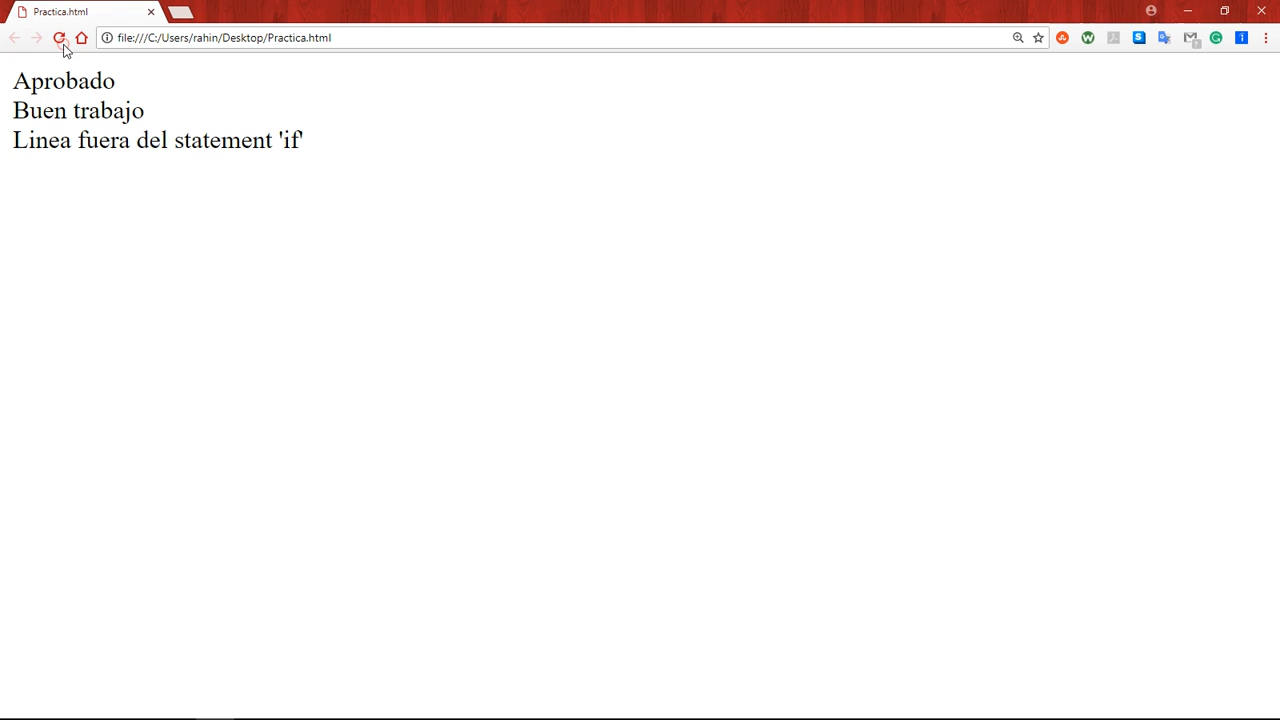 Practica.html
file:///C:/Users/rahin/Desktop/Practica.html
Aprobado
Buen trabajo
Linea fuera del statement 'if'